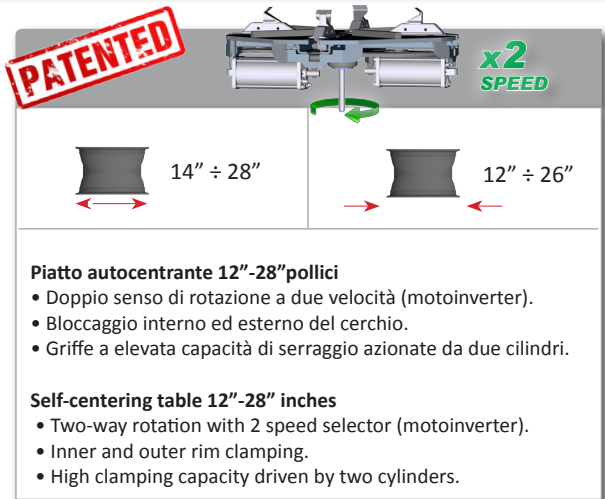 PATENTED
x2
SPEED
14” ÷ 28”
12” ÷ 26”
Piatto autocentrante 12”-28”pollici
• Doppio senso di rotazione a due velocità (motoinverter).
• Bloccaggio interno ed esterno del cerchio.
• Griffe a elevata capacità di serraggio azionate da due cilindri.
Self-centering table 12”-28” inches
• Two-way rotation with 2 speed selector (motoinverter).
• Inner and outer rim clamping.
• High clamping capacity driven by two cylinders.